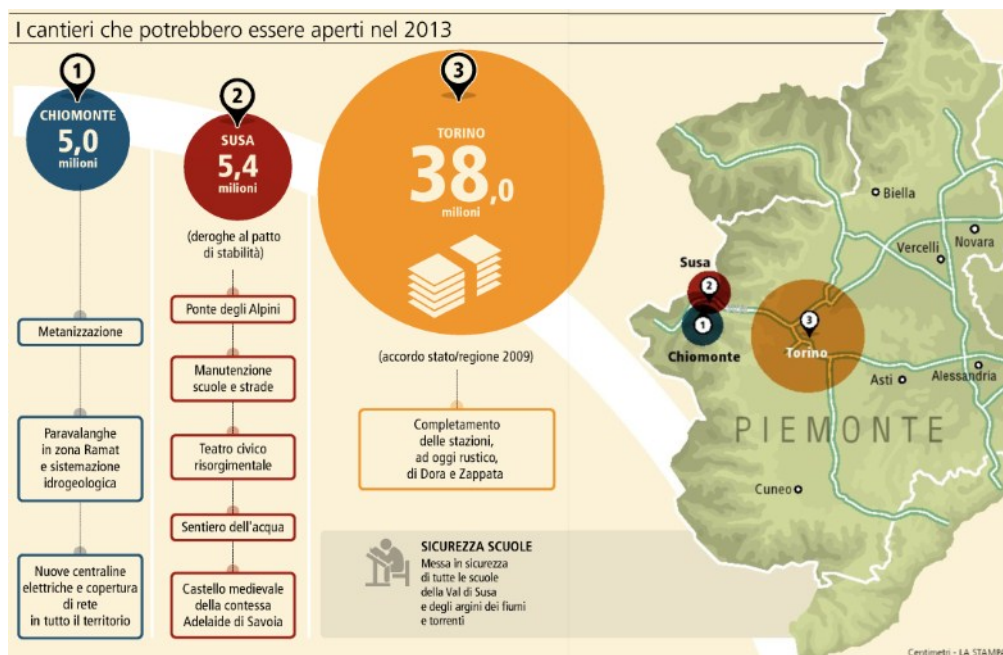 I cantieri che potrebbero essere aperti nel 2013
1
CHIOMONTE
5,0
milioni
Metanizzazione
Paravalanghe
in zona Ramat
e sistemazione
idrogeologica
Nuove centraline
elettriche e copertura
di rete
in tutto il territorio
2
SUSA
5,4
milioni
(deroghe al patto
di stabilità)
Ponte degli Alpini
Manutenzione
scuole e strade
Teatro civico
risorgimentale
Sentiero dell'acqua
Castello medievale
della contessa
Adelaide di Savoia
3
TORINO
38,0
milioni
(accordo stato/regione 2009)
Completamento
delle stazioni,
ad oggi rustico,
di Dora e Zappata
SICUREZZA SCUOLE
Messa in sicurezza
di tutte le scuole
della Val di Susa
e degli argini dei fiumi
e torrenti
Biella
Novara
Vercelli
Susa
2
1
Chiomonte
3
Torino
Asti
Alessandria
PIEMONTE
Cuneo
Centimetri - LA STAMPA